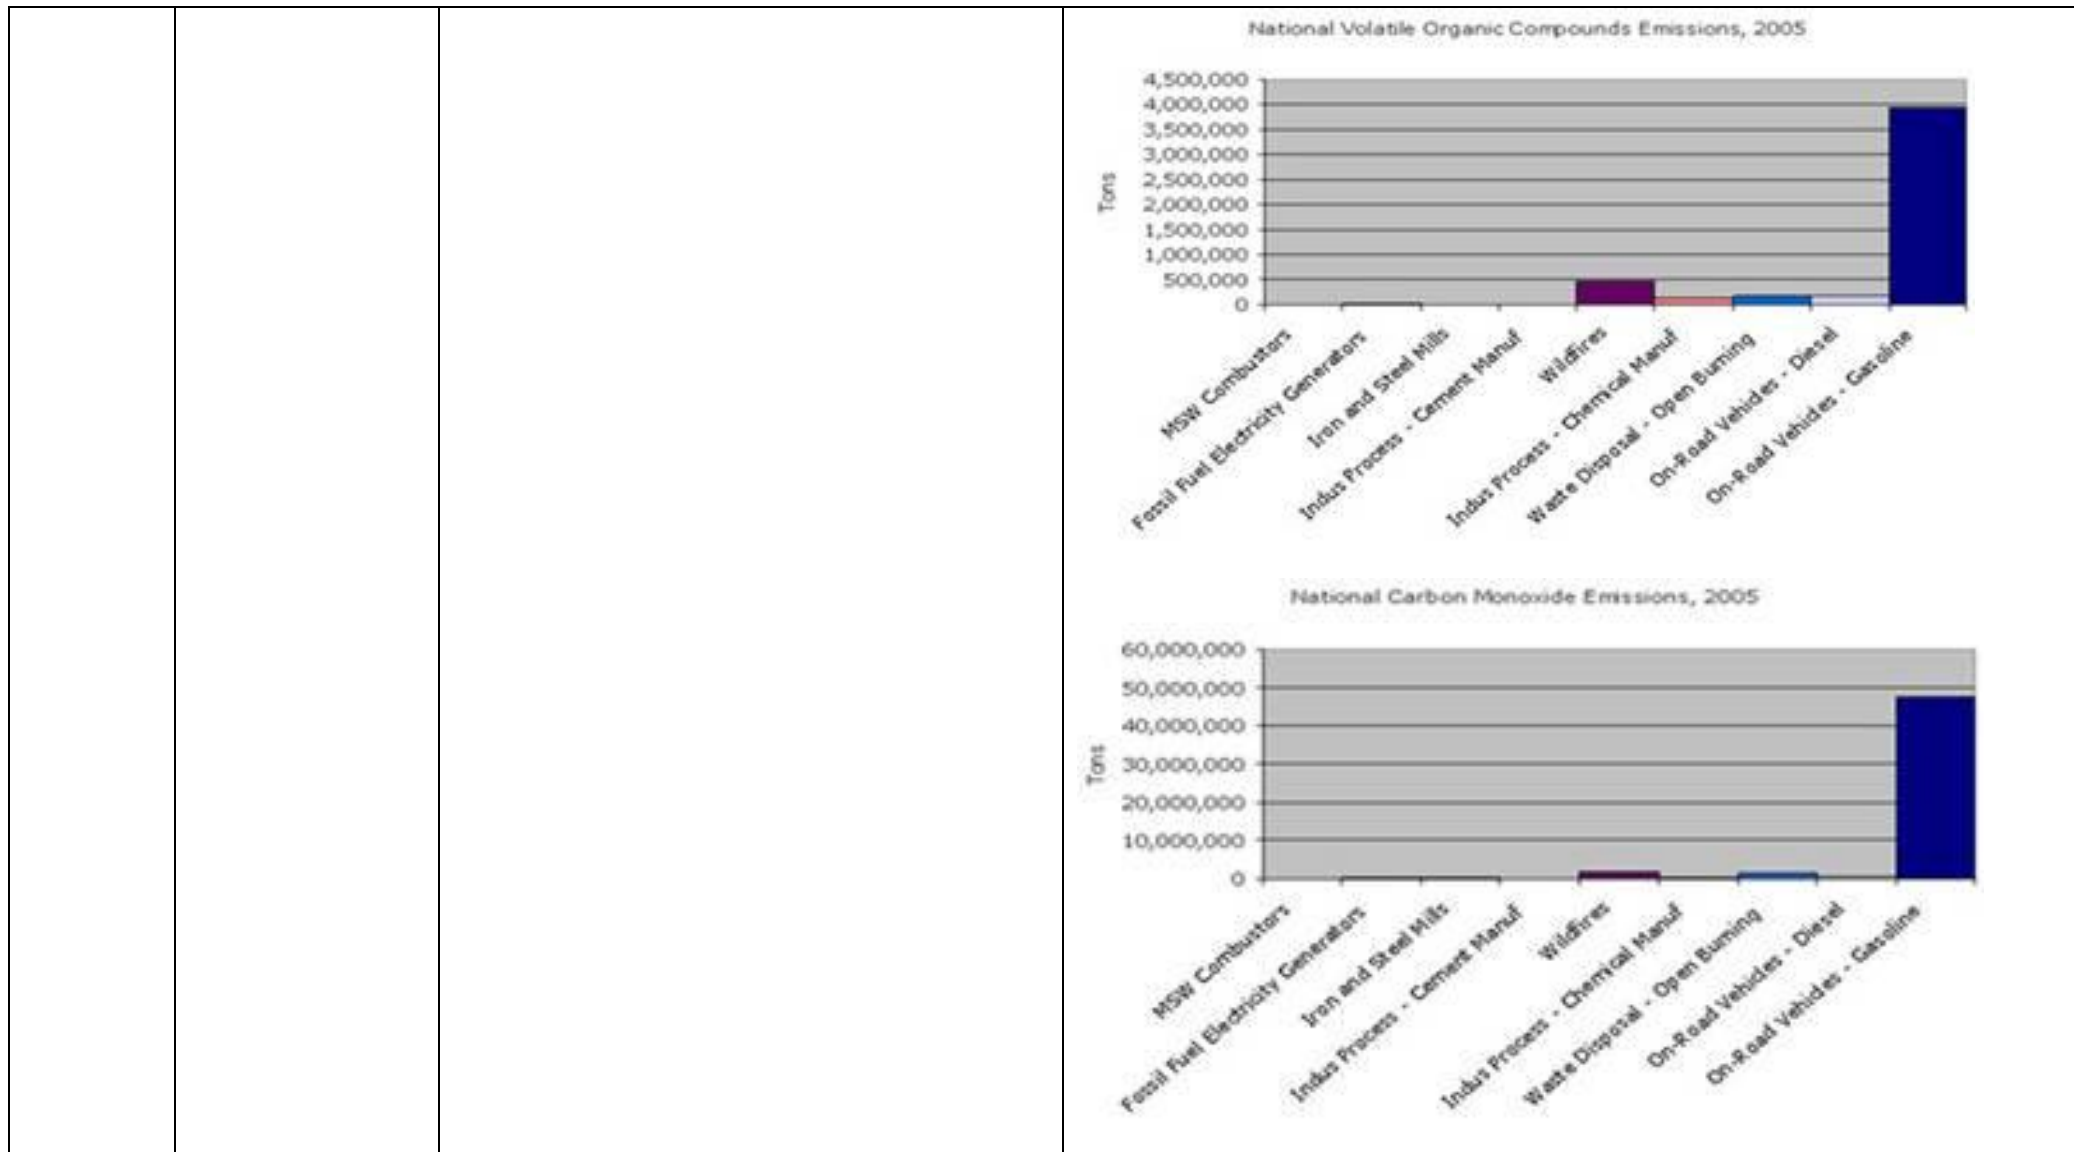 National Volatile Organic Compounds Emissions, 2005
4,500,000
4,000,000
3,500,000
3,000,000
2,500,000
2,000,000
1,500,000
1,000,000
500,000
0
Tons
MSW Combustors
Fossil Fuel Electricity Generators
Iron and Steel Mills
Indus Process - Cement Manuf
Wildfires
Indus Process - Chemical Manuf
Waste Disposal - Open Burning
On-Road Vehicles - Diesel
On-Road Vehicles - Gasoline
National Carbon Monoxide Emissions, 2005
60,000,000
50,000,000
40,000,000
30,000,000
20,000,000
10,000,000
0
Tons
MSW Combustors
Fossil Fuel Electricity Generators
Iron and Steel Mills
Indus Process - Cement Manuf
Wildfires
Indus Process - Chemical Manuf
Waste Disposal - Open Burning
On-Road Vehicles - Diesel
On-Road Vehicles - Gasoline